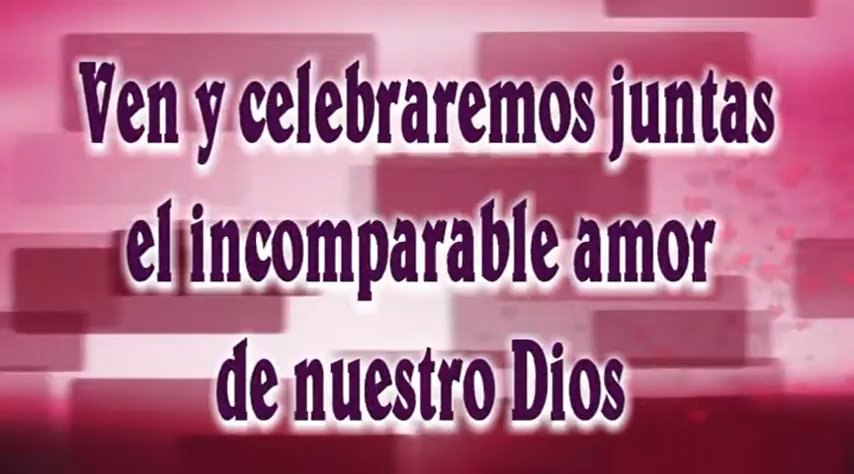 Ven y celebraremos juntas
el incomparable amor
de nuestro Dios